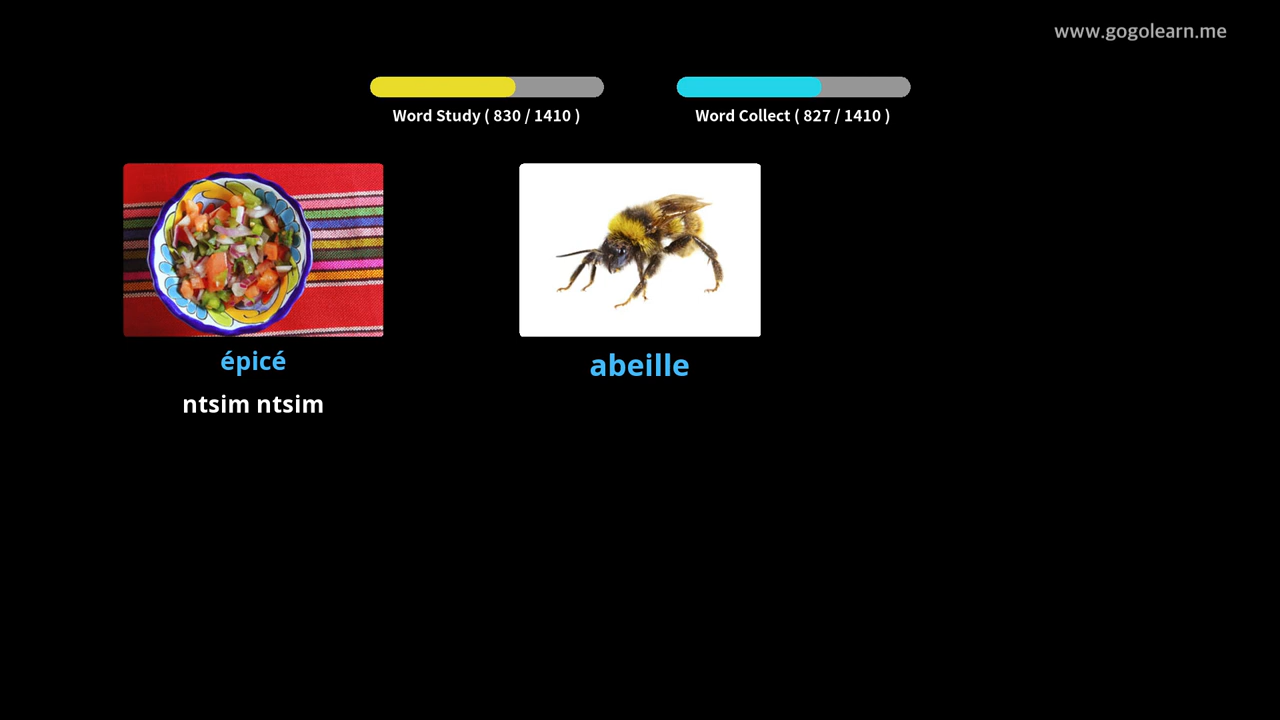 www.gogolearn.me
Word Study ( 830 / 1410 )
Word Collect ( 827 / 1410 )
épicé
ntsim ntsim
abeille